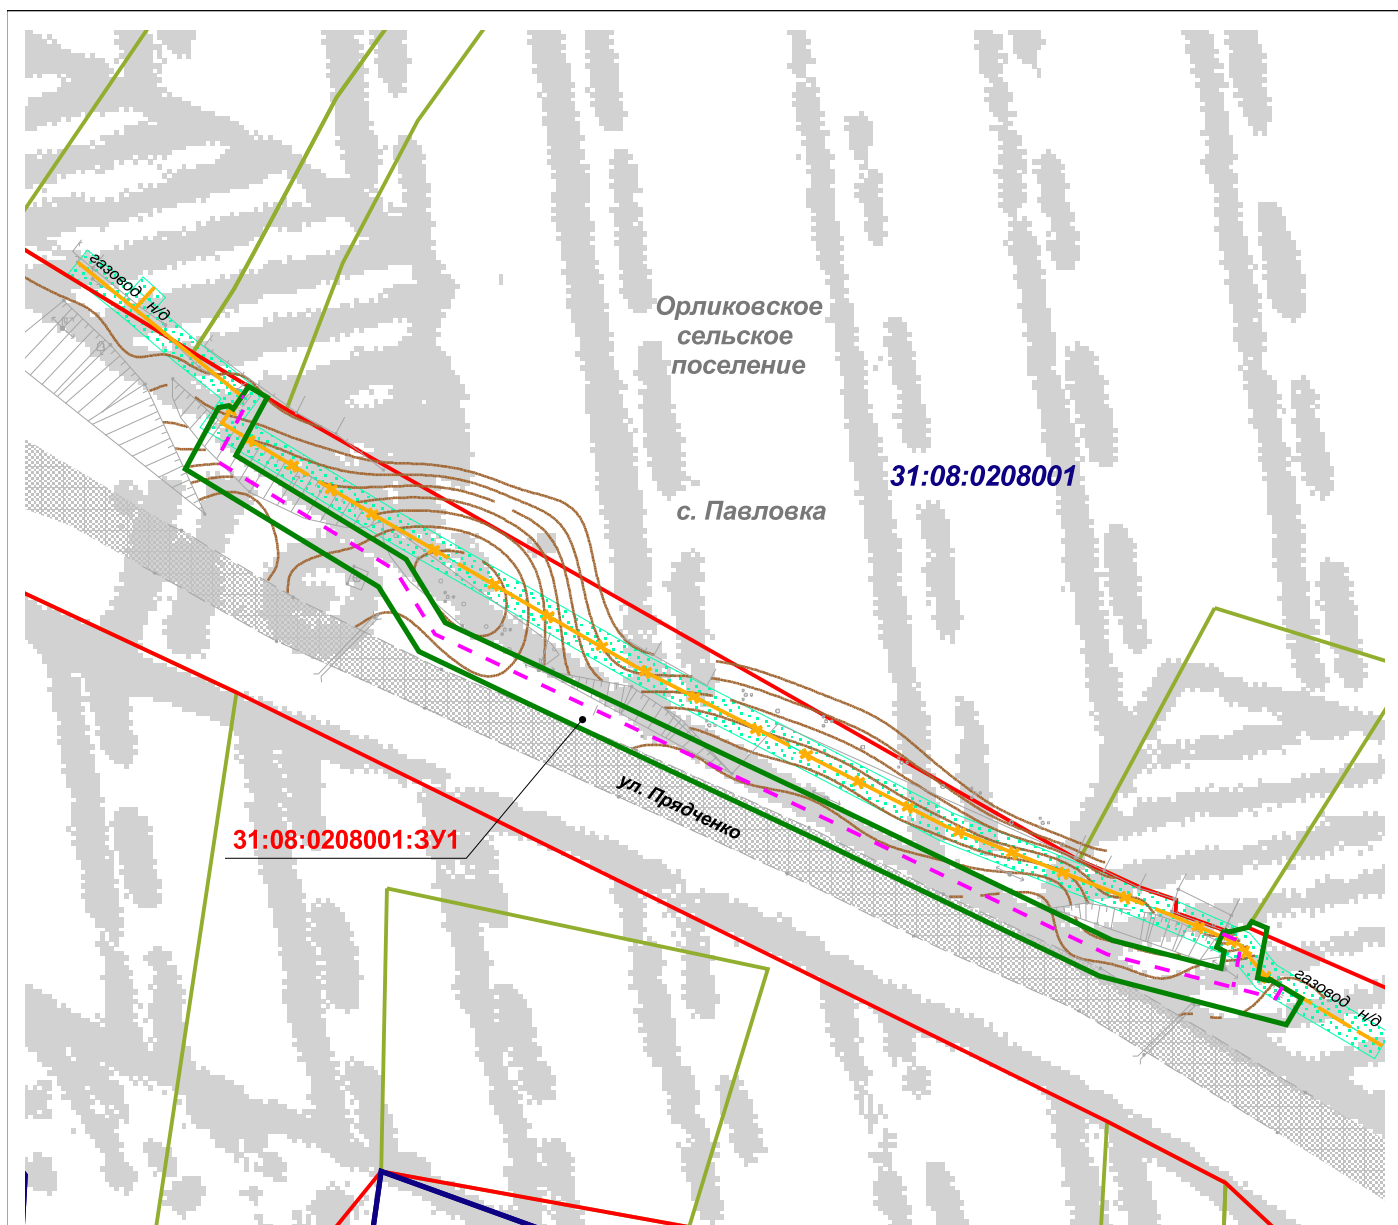 газовод н/д
Орликовское
сельское
поселение
31:08:0208001
с. Павловка
ул. Прядченко
31:08:0208001:ЗУ1
газовод н/д